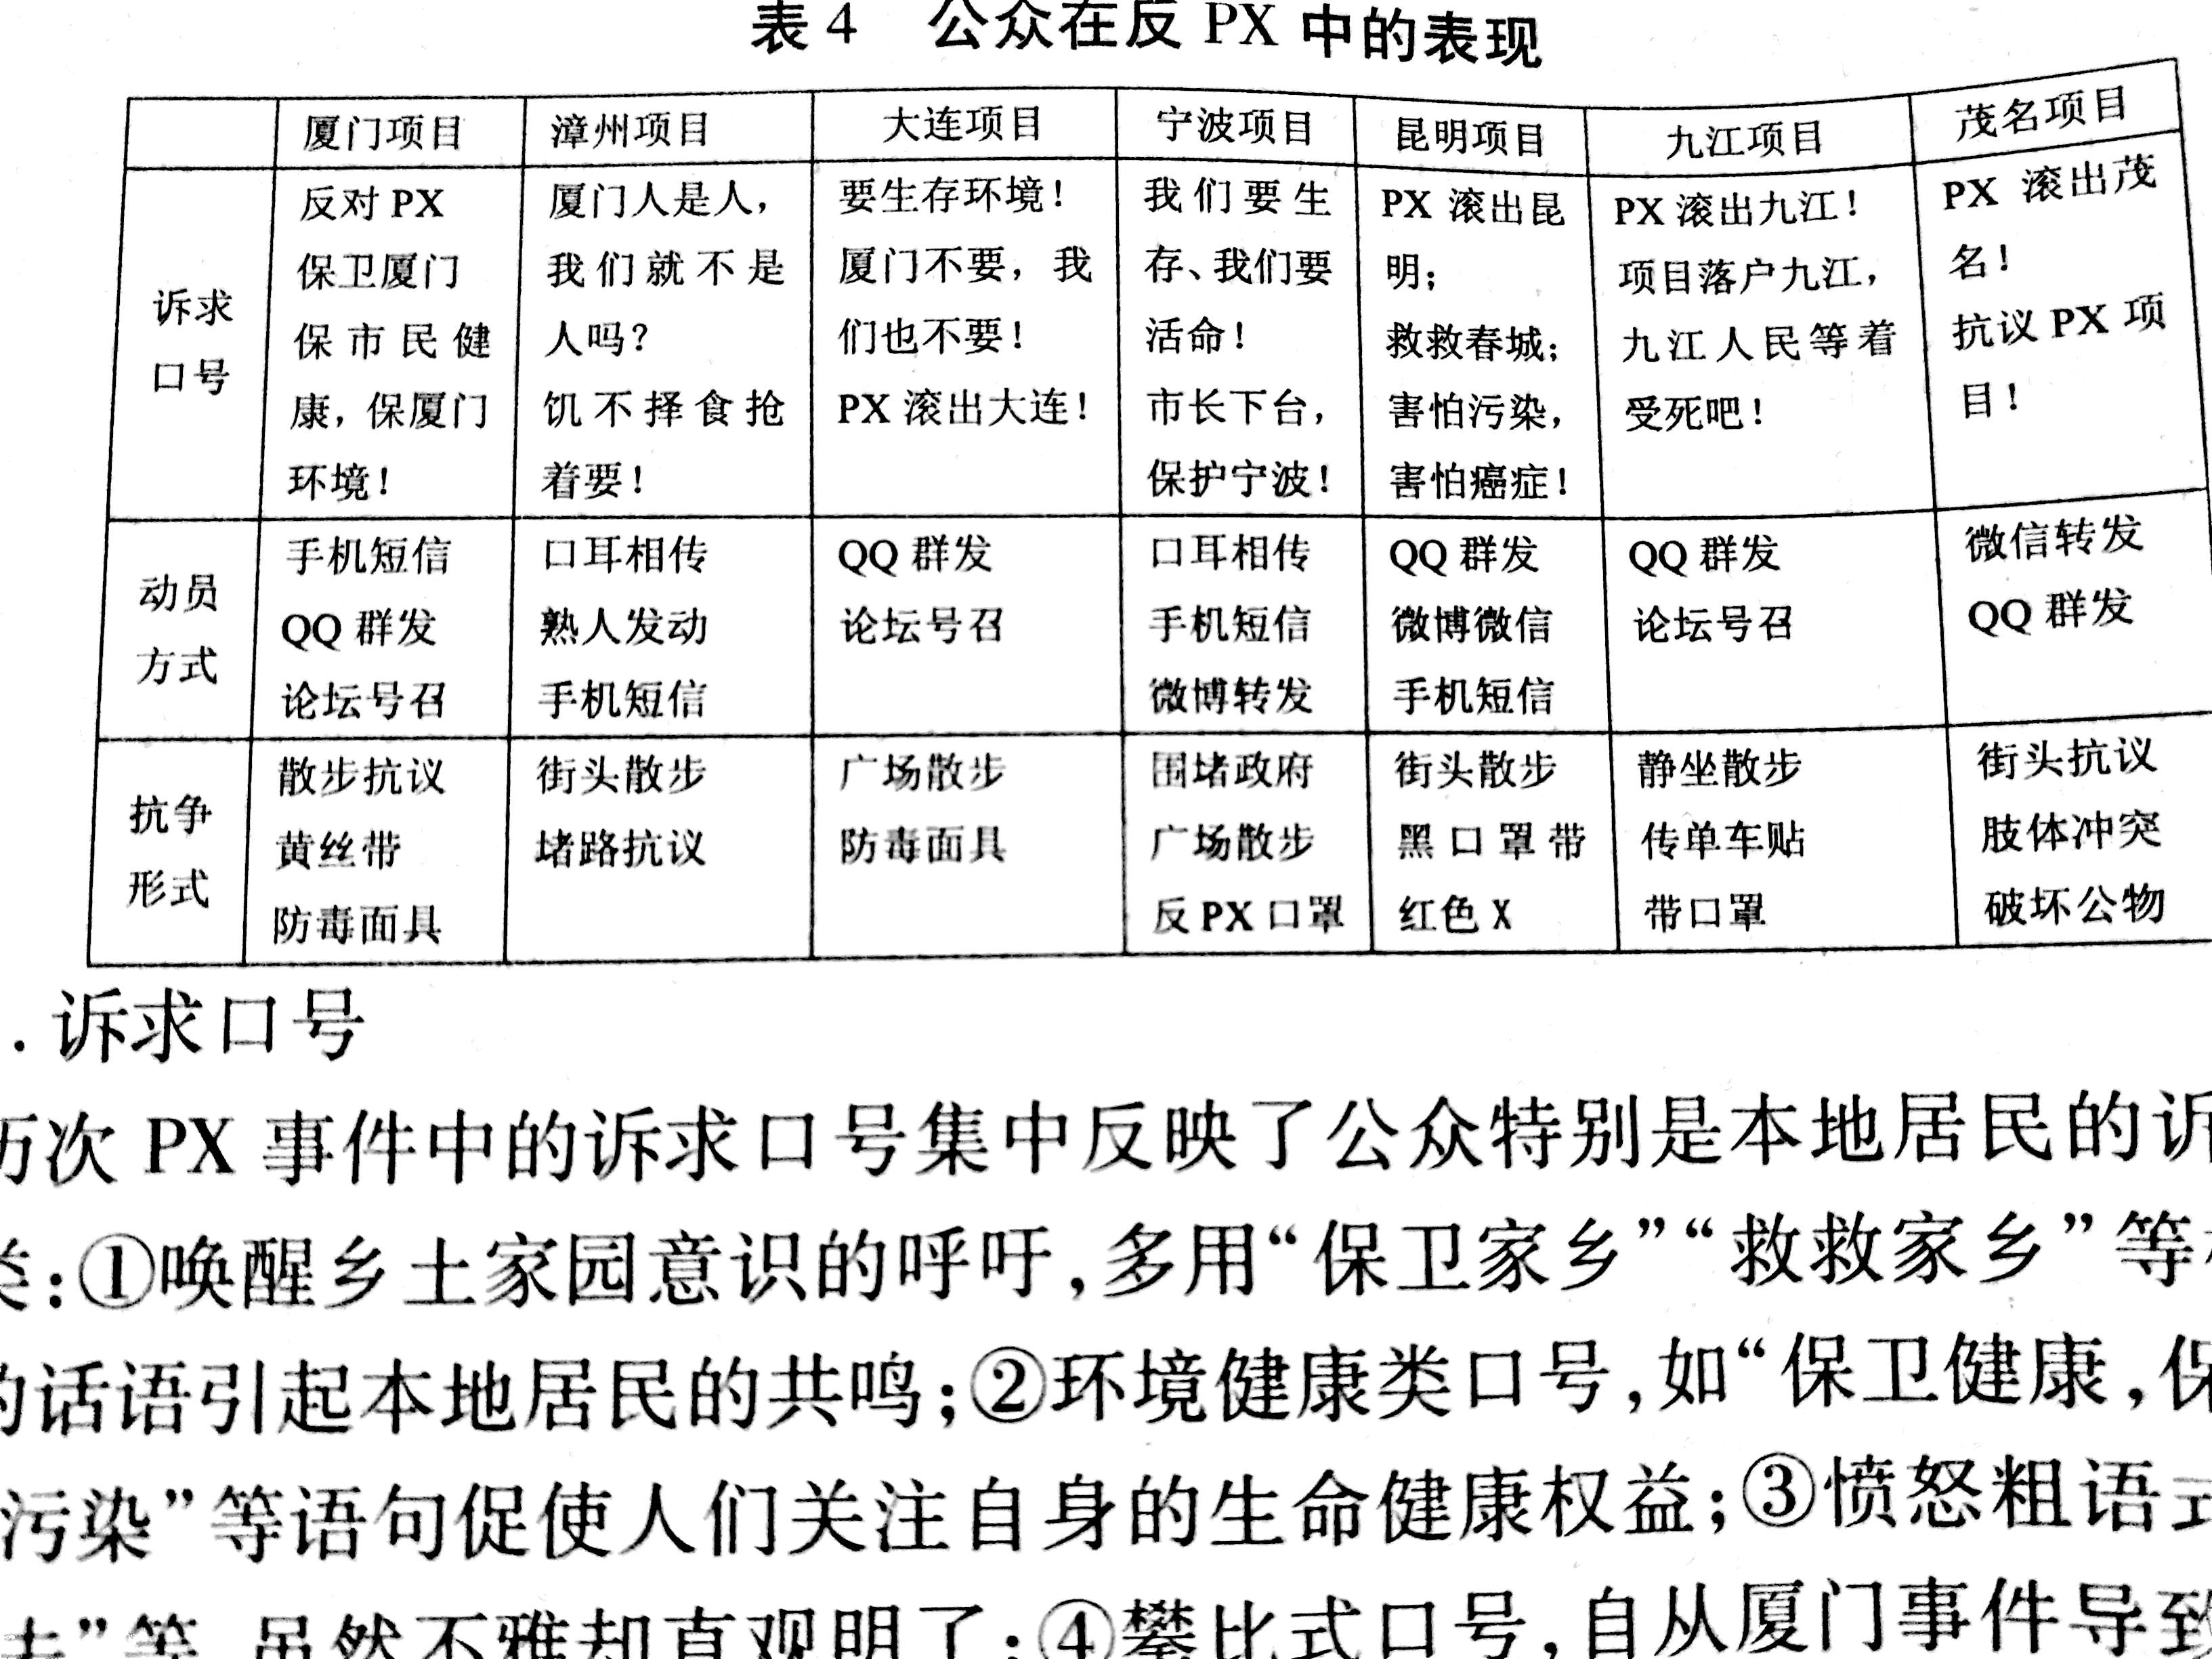 表4 公众在反 PX 中的表现
厦门项目 漳州项目 大连项目 宁波项目 昆明项目 九江项目 茂名项目
诉求
口号
反对 PX
保卫厦门
保市民健
康，保厦门
环境！
厦门人是人，
我们就不是
人吗？
饥不择食抢
着要！
要生存环境！
厦门不要，我
们也不要！
PX 滚出大连！
我们要生
存、我们要
活命！
市长下台，
保护宁波！
PX 滚出昆
明；
救救春城；
害怕污染，
害怕癌症！
PX 滚出九江！
项目落户九江，
九江人民等着
受死吧！
PX 滚出茂
名！
抗议 PX 项
目！
动员
方式
手机短信
QQ 群发
论坛号召
口耳相传
熟人发动
手机短信
QQ 群发
论坛号召
口耳相传
手机短信
微博转发
QQ 群发
微博微信
手机短信
QQ 群发
论坛号召
微信转发
QQ 群发
抗争
形式
散步抗议
黄丝带
防毒面具
街头散步
堵路抗议
广场散步
防毒面具
围堵政府
广场散步
反 PX 口罩
街头散步
黑口罩带
红色 X
静坐散步
传单车贴
带口罩
街头抗议
肢体冲突
破坏公物
. 诉求口号
次 PX 事件中的诉求口号集中反映了公众特别是本地居民的诉
类：①唤醒乡土家园意识的呼吁，多用“保卫家乡”“救救家乡”等
的话语引起本地居民的共鸣；②环境健康类口号，如“保卫健康，保
污染”等语句促使人们关注自身的生命健康权益；③愤怒粗语式
”等，虽然不雅却直观明了；④攀比式口号，自从厦门事件导致